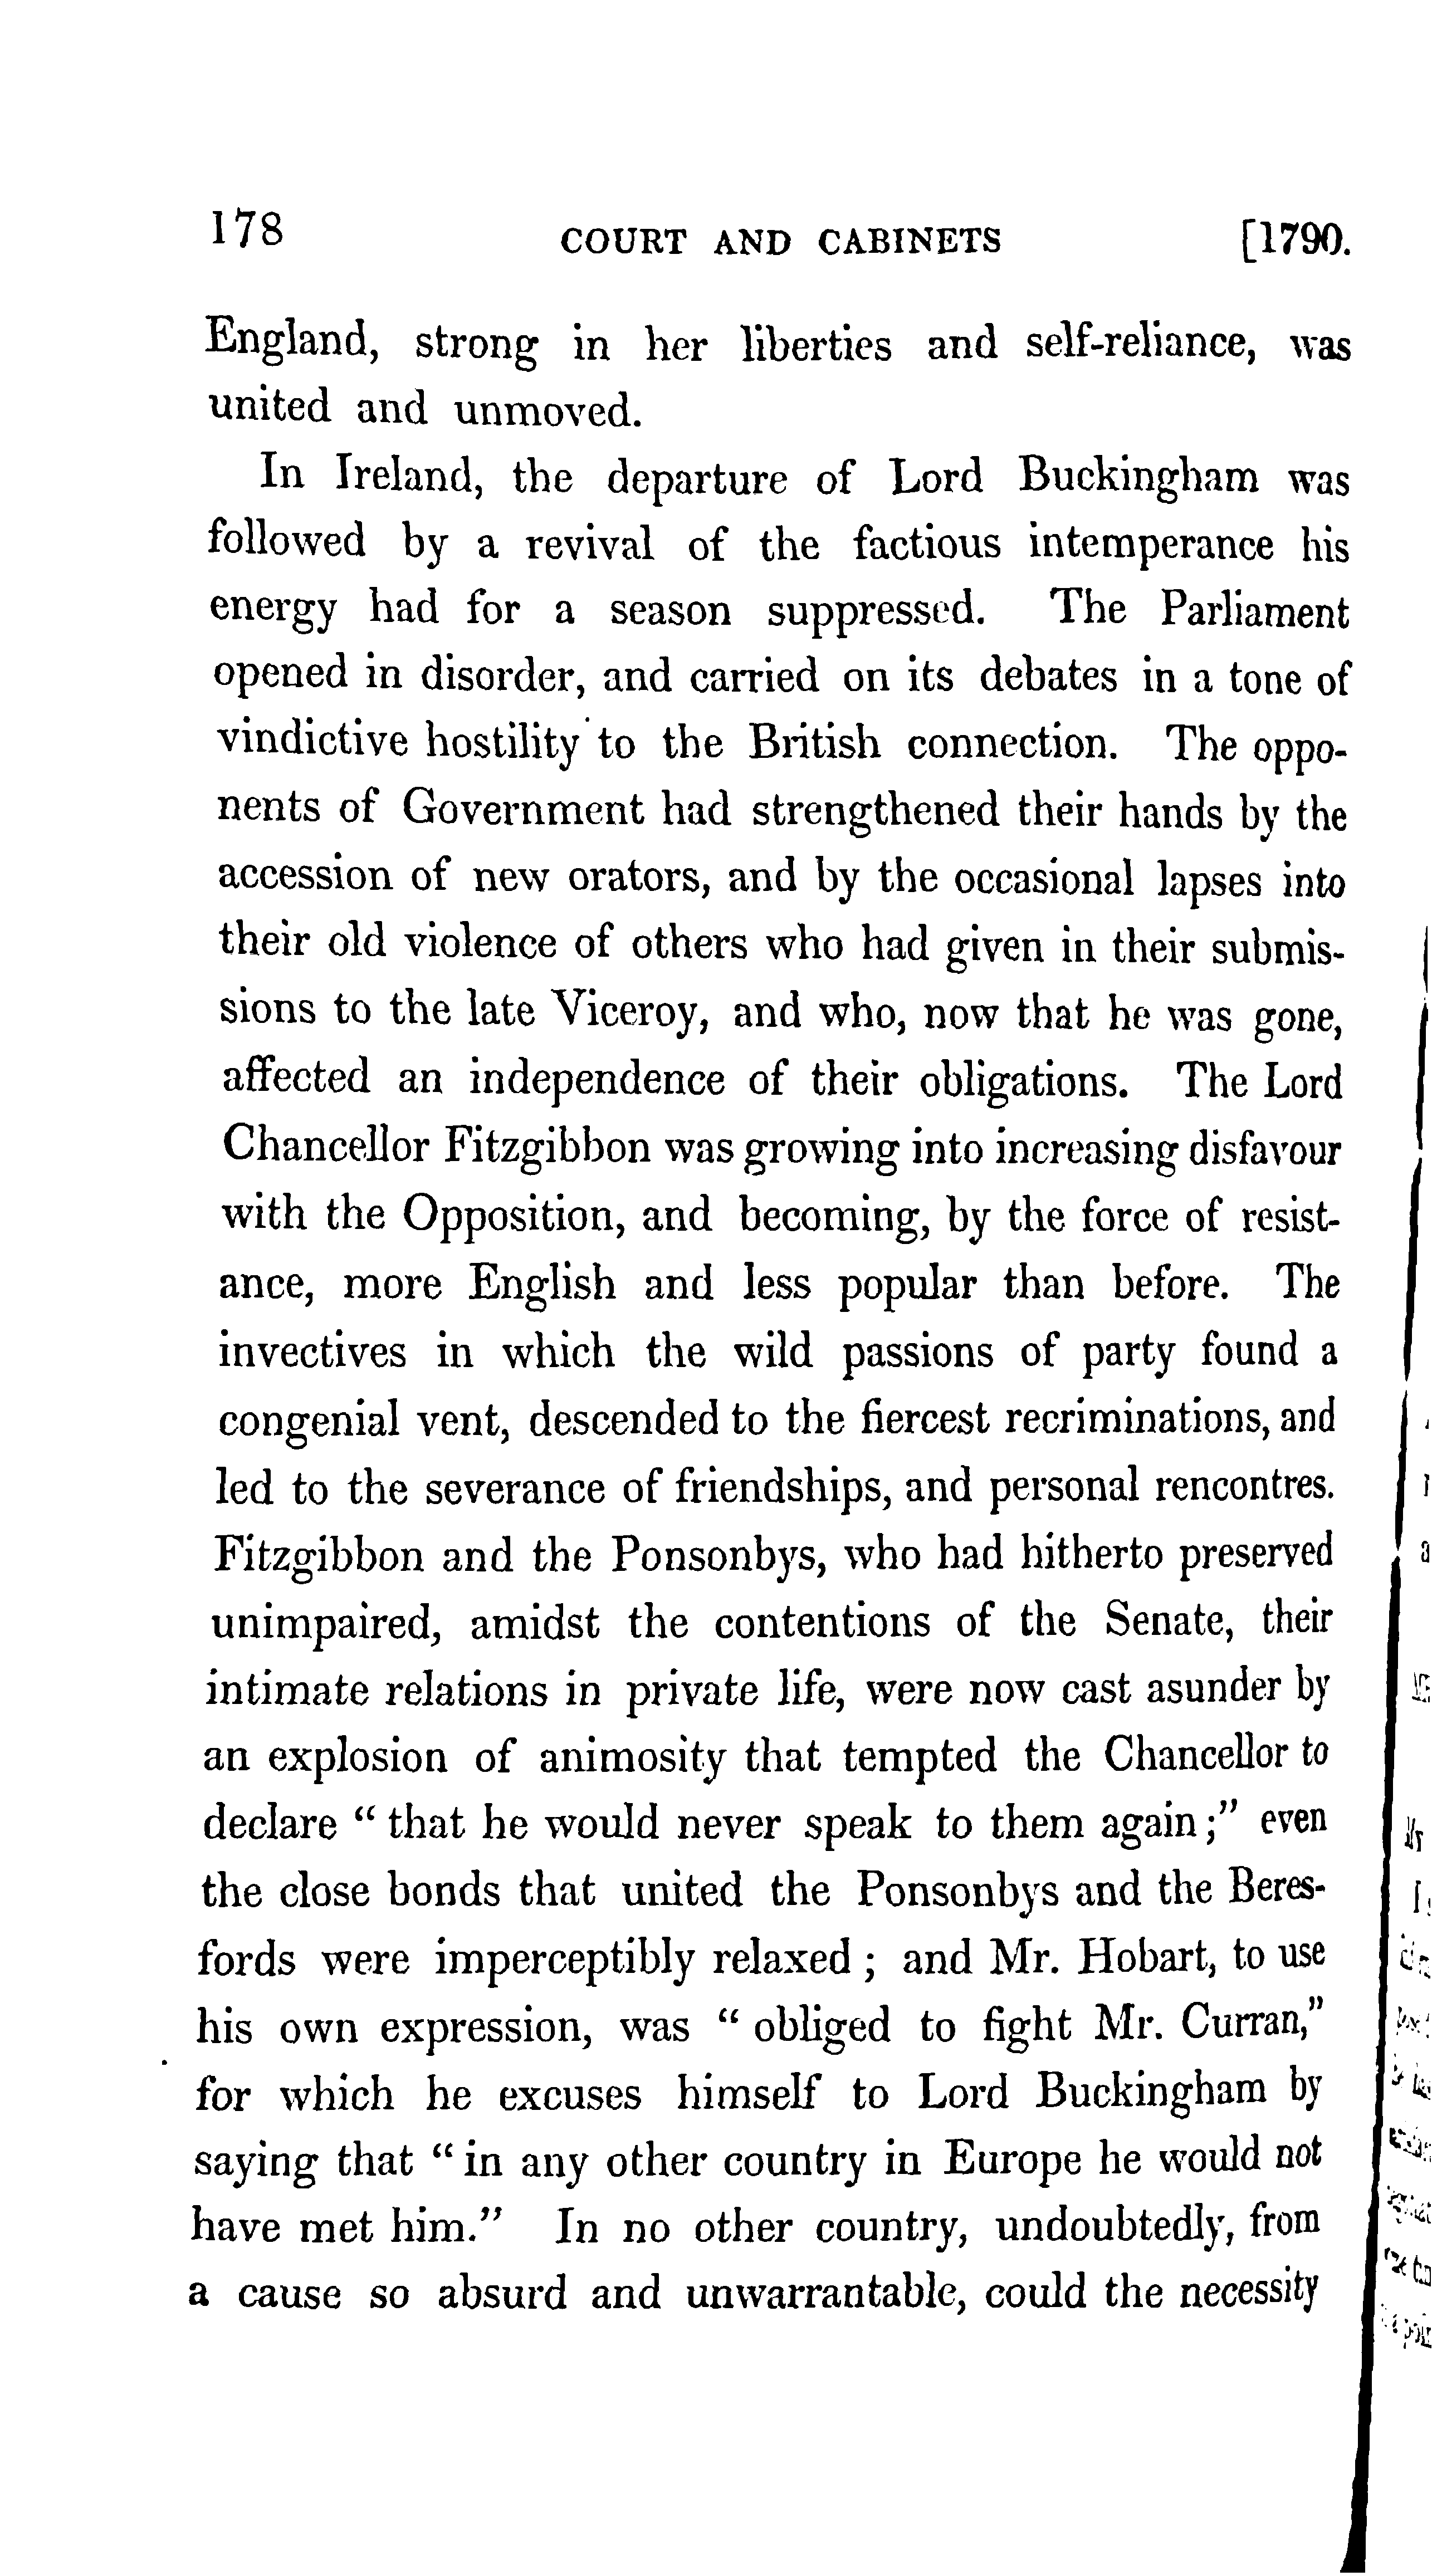 178 COURT AND CABINETS [1790.
England, strong in her liberties and self-reliance, was
united and unmoved.
In Ireland, the departure of Lord Buckingham was
followed by a revival of the factious intemperance his
energy had for a season suppressed. The Parliament
opened in disorder, and carried on its debates in a tone of
vindictive hostility to the British connection. The oppo-
nents of Government had strengthened their hands by the
accession of new orators, and by the occasional lapses into
their old violence of others who had given in their submis-
sions to the late Viceroy, and who, now that he was gone,
affected an independence of their obligations. The Lord
Chancellor Fitzgibbon was growing into increasing disfavour
with the Opposition, and becoming, by the force of resist-
ance, more English and less popular than before. The
invectives in which the wild passions of party found a
congenial vent, descended to the fiercest recriminations, and
led to the severance of friendships, and personal rencontres.
Fitzgibbon and the Ponsonbys, who had hitherto preserved
unimpaired, amidst the contentions of the Senate, their
intimate relations in private life, were now cast asunder by
an explosion of animosity that tempted the Chancellor to
declare " that he would never speak to them again ;" even
the close bonds that united the Ponsonbys and the Beres-
fords were imperceptibly relaxed ; and Mr. Hobart, to use
his own expression, was " obliged to fight Mr. Curran,"
for which he excuses himself to Lord Buckingham by
saying that " in any other country in Europe he would not
have met him." In no other country, undoubtedly, from
a cause so absurd and unwarrantable, could the necessity